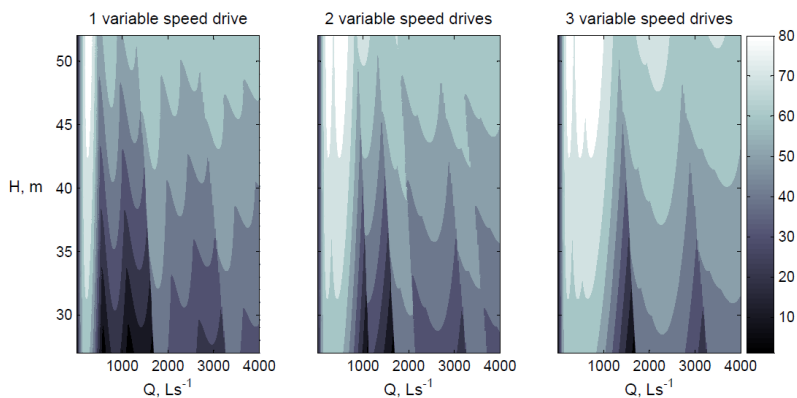 1 variable speed drive 2 variable speed drives 3 variable speed drives
50 80
45 70
H, m 40 60
35 50
30 40
30
20
10
1000 2000 3000 4000 1000 2000 3000 4000 1000 2000 3000 4000
Q, Ls⁻¹ Q, Ls⁻¹ Q, Ls⁻¹